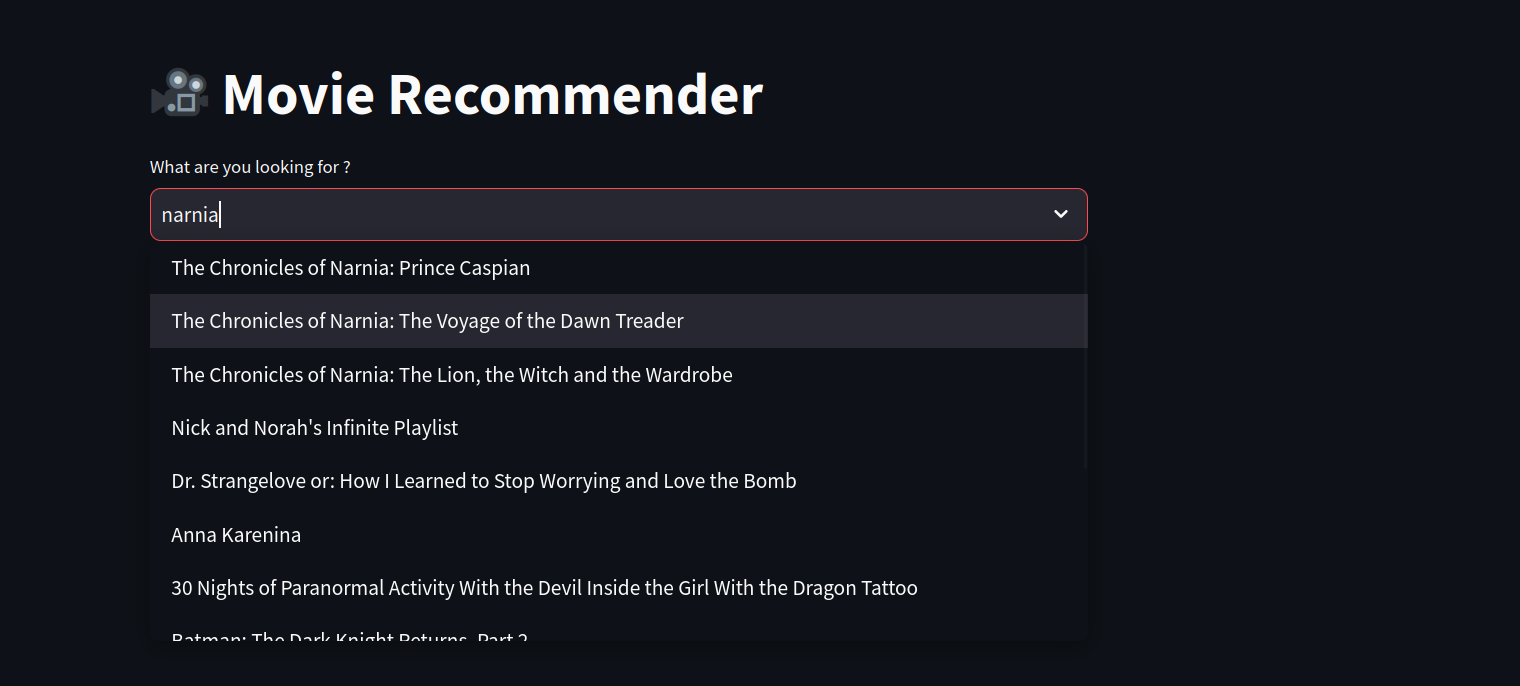 Movie Recommender
What are you looking for ?
narnia
The Chronicles of Narnia: Prince Caspian
The Chronicles of Narnia: The Voyage of the Dawn Treader
The Chronicles of Narnia: The Lion, the Witch and the Wardrobe
Nick and Norah's Infinite Playlist
Dr. Strangelove or: How I Learned to Stop Worrying and Love the Bomb
Anna Karenina
30 Nights of Paranormal Activity With the Devil Inside the Girl With the Dragon Tattoo
Batman: The Dark Knight Returns, Part 2